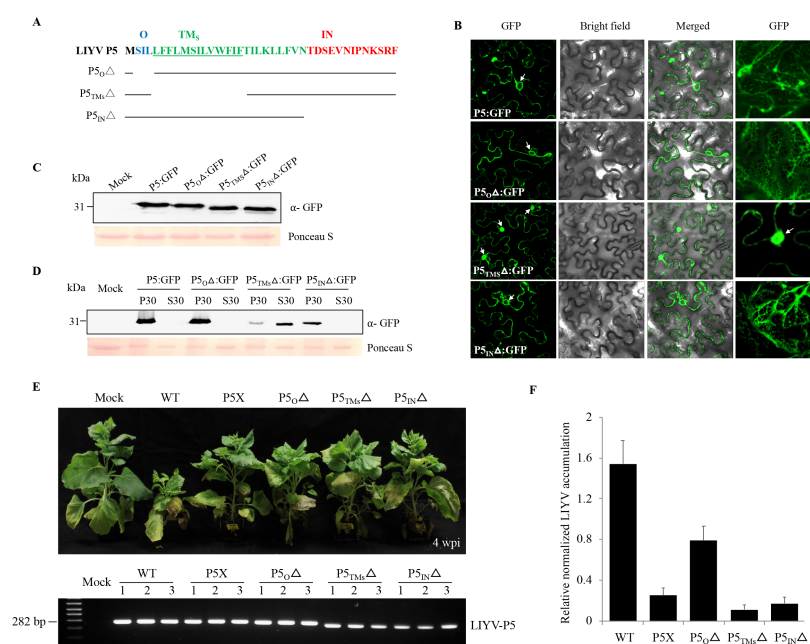 A
O TMS IN
LIYV P5 MSILLFFLMSILVWFIFTILKLLFVNTDSEVNIPNKSRF
P5O△
P5TMs△
P5IN△
B
GFP Bright field Merged GFP
P5:GFP
P5O△:GFP
P5TMS△:GFP
P5IN△:GFP
C
kDa Mock P5:GFP P5O△:GFP P5TMS△:GFP P5IN△:GFP
31
α- GFP
Ponceau S
D
kDa Mock P5:GFP P5O△:GFP P5TMS△:GFP P5IN△:GFP
P30 S30 P30 S30 P30 S30 P30 S30
31
α- GFP
Ponceau S
E
Mock WT P5X P5O△ P5TMs△ P5IN△
4 wpi
Mock WT P5X P5O△ P5TMs△ P5IN△
1 2 3 1 2 3 1 2 3 1 2 3 1 2 3
282 bp
LIYV-P5
F
Relative normalized LIYV accumulation
2
1.6
1.2
0.8
0.4
0
WT P5X P5O△ P5TMs△ P5IN△